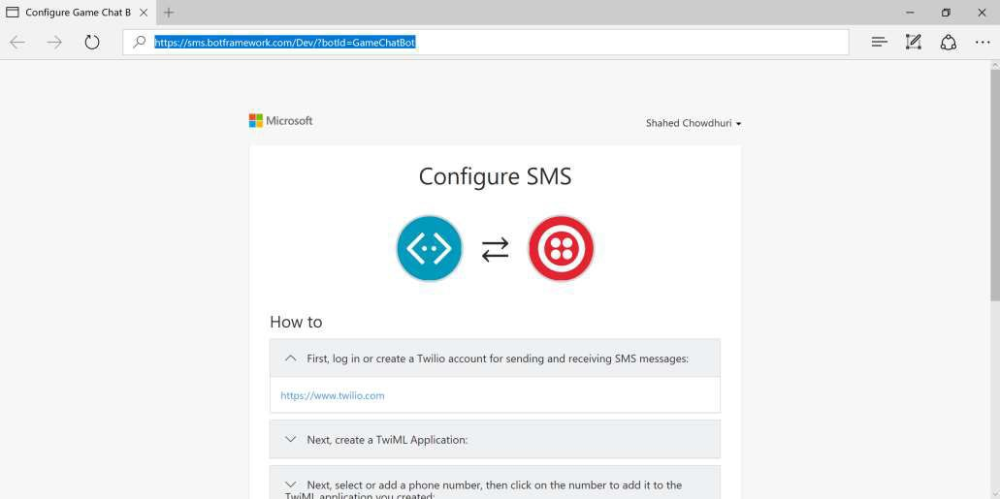 Configure Game Chat B
https://sms.botframework.com/Dev/?botId=GameChatBot
Microsoft
Shahed Chowdhuri
Configure SMS
How to
First, log in or create a Twilio account for sending and receiving SMS messages:
https://www.twilio.com
Next, create a TwiML Application:
Next, select or add a phone number, then click on the number to add it to the
TwiML application you created: